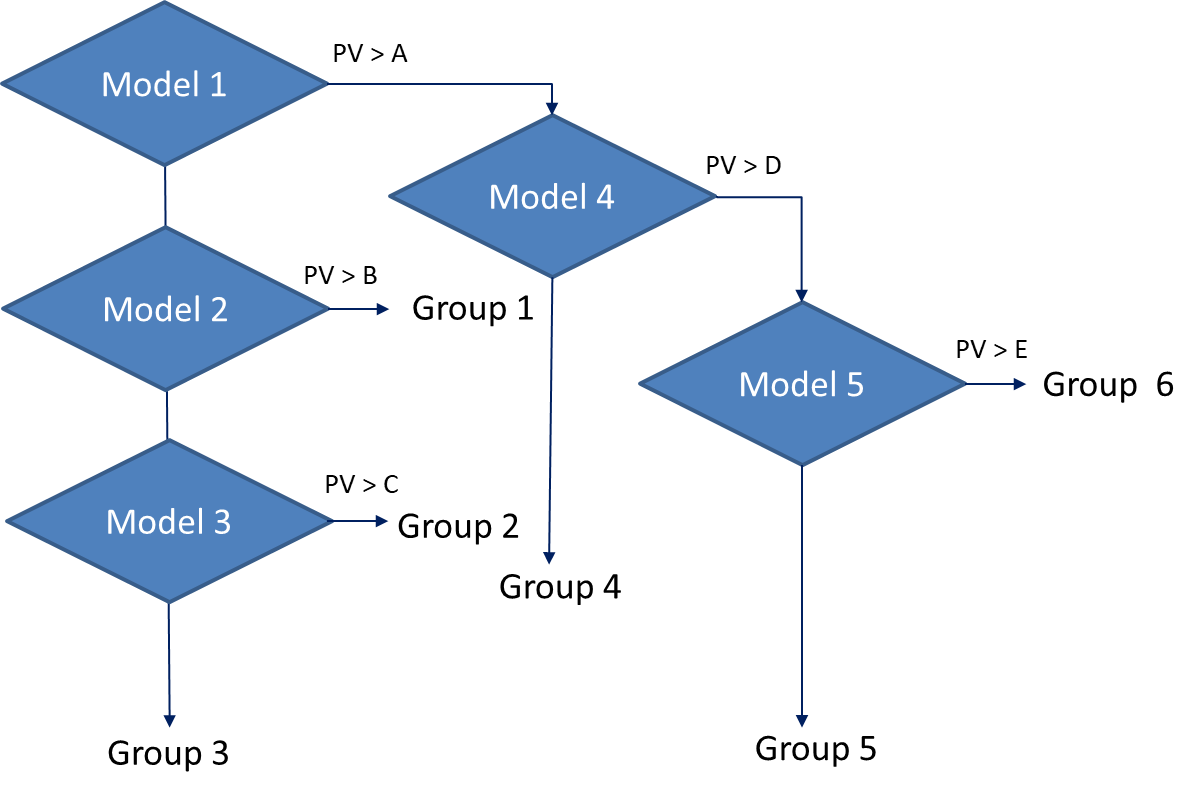 PV > A
Model 1
PV > D
Model 4
PV > B
Group 1
Model 2
PV > E
Model 5
Group  6
PV > C
Model 3
Group 2
Group 4
Group 3
Group 5